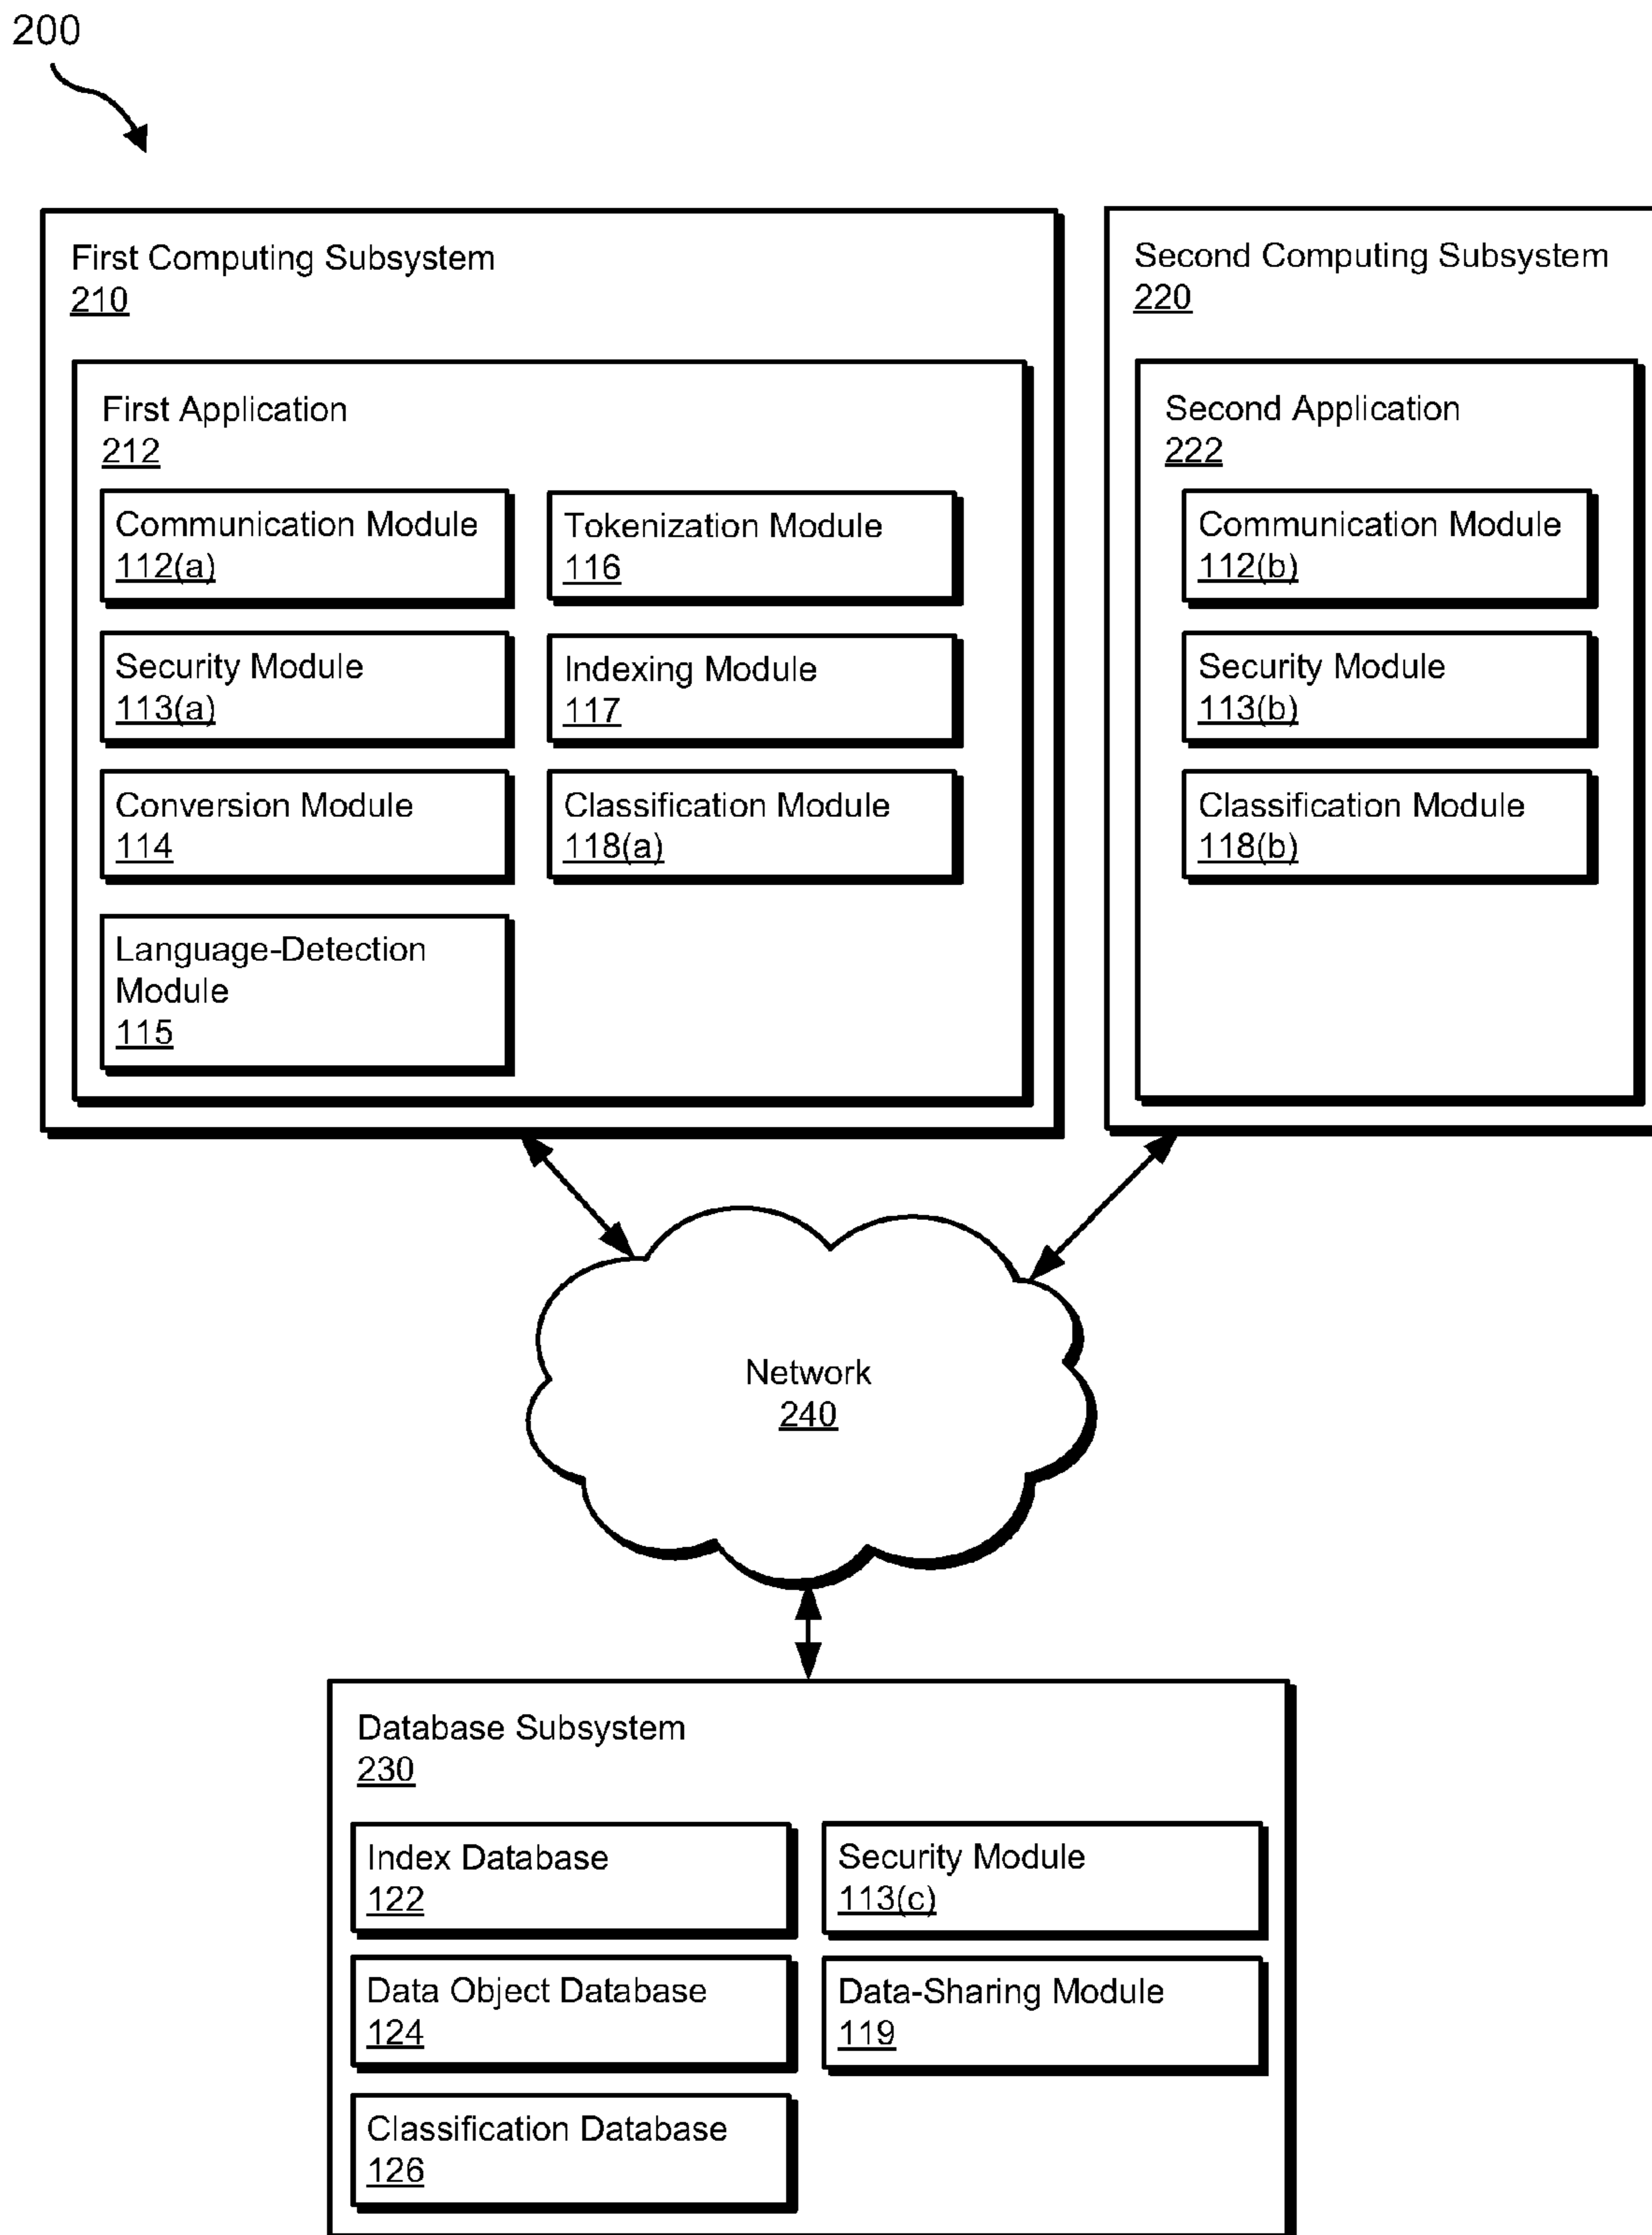 200
First Computing Subsystem
210
First Application
212
Communication Module
112(a)
Security Module
113(a)
Conversion Module
114
Language-Detection
Module
115
Tokenization Module
116
Indexing Module
117
Classification Module
118(a)
Second Computing Subsystem
220
Second Application
222
Communication Module
112(b)
Security Module
113(b)
Classification Module
118(b)
Network
240
Database Subsystem
230
Index Database
122
Data Object Database
124
Classification Database
126
Security Module
113(c)
Data-Sharing Module
119